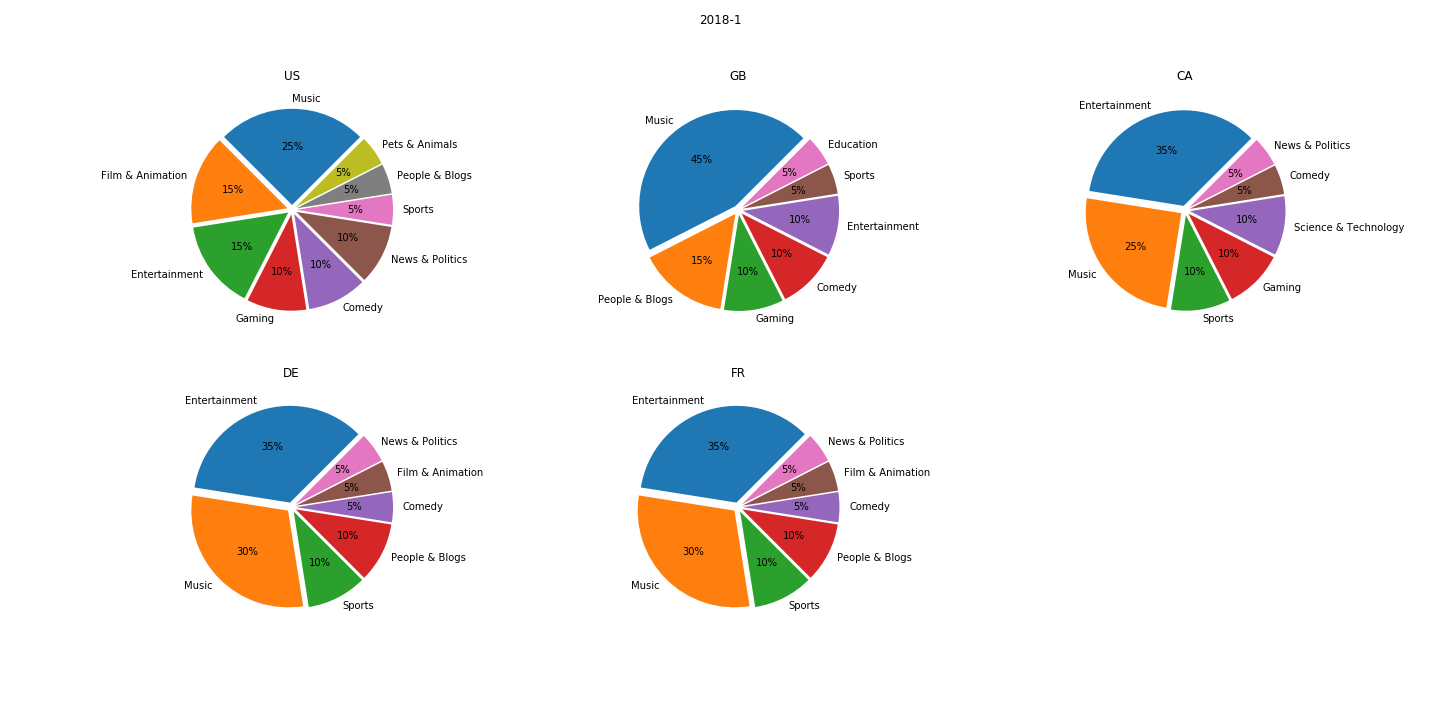 2018-1
US
Music
25%
Film & Animation
15%
Entertainment
15%
Gaming
10%
Comedy
10%
News & Politics
10%
Sports
5%
People & Blogs
5%
Pets & Animals
5%
GB
Music
45%
People & Blogs
15%
Gaming
10%
Comedy
10%
Entertainment
10%
Sports
5%
Education
5%
CA
Entertainment
35%
Music
25%
Sports
10%
Gaming
10%
Science & Technology
10%
Comedy
5%
News & Politics
5%
DE
Entertainment
35%
Music
30%
Sports
10%
People & Blogs
10%
Comedy
5%
Film & Animation
5%
News & Politics
5%
FR
Entertainment
35%
Music
30%
Sports
10%
People & Blogs
10%
Comedy
5%
Film & Animation
5%
News & Politics
5%